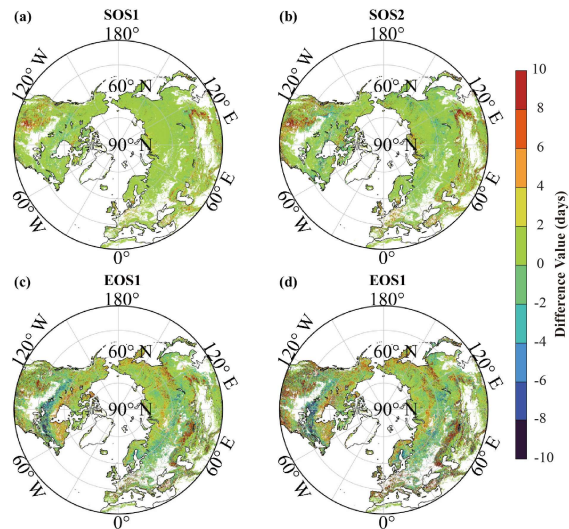 (a) SOS1
180°
120° W
60° N
120° E
90° N
60° W
60° E
0°
(b) SOS2
180°
120° W
60° N
120° E
90° N
60° W
60° E
0°
(c) EOS1
180°
120° W
60° N
120° E
90° N
60° W
60° E
0°
(d) EOS1
180°
120° W
60° N
120° E
90° N
60° W
60° E
0°
10
8
6
4
2
0
-2
-4
-6
-8
-10
Difference Value (days)